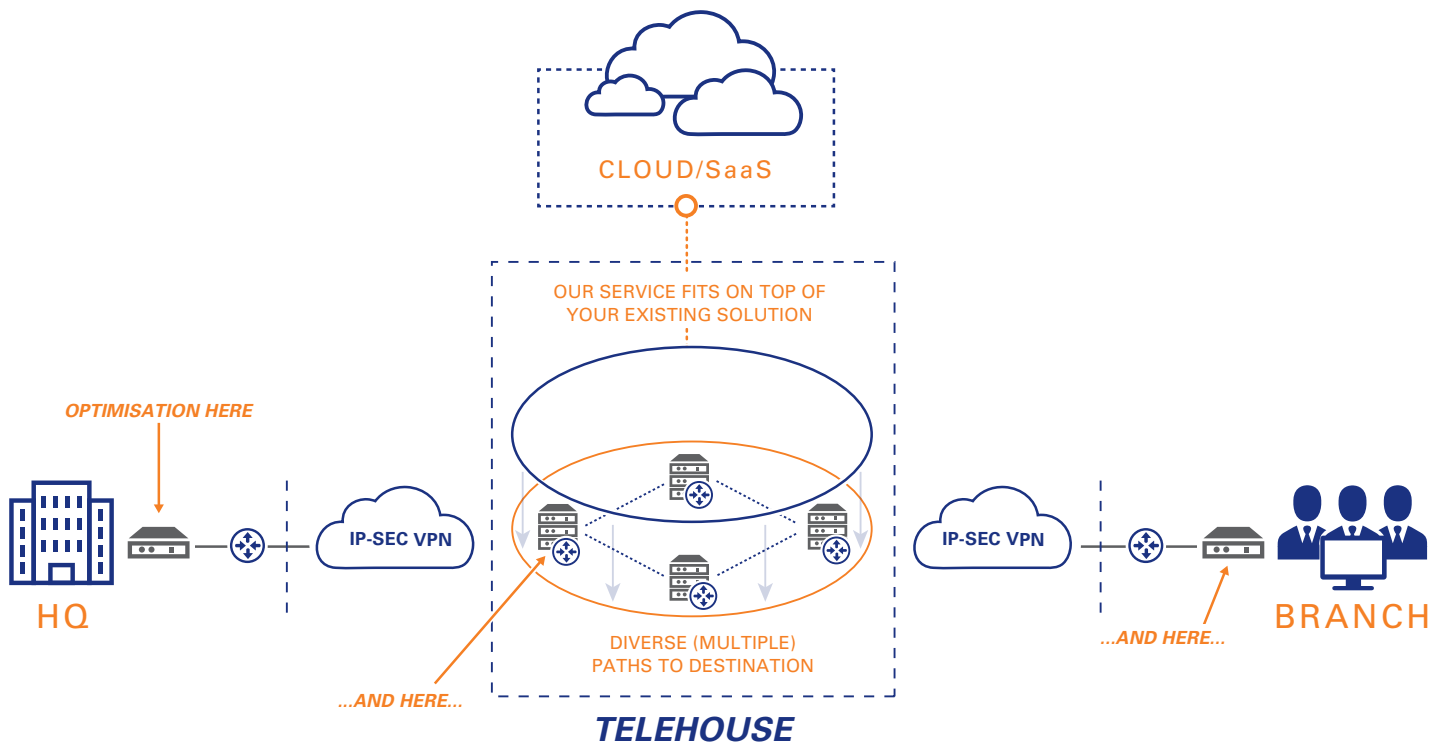 CLOUD/SaaS
OUR SERVICE FITS ON TOP OF
YOUR EXISTING SOLUTION
OPTIMISATION HERE
IP-SEC VPN
IP-SEC VPN
HQ
BRANCH
...AND HERE...
DIVERSE (MULTIPLE)
PATHS TO DESTINATION
...AND HERE...
TELEHOUSE